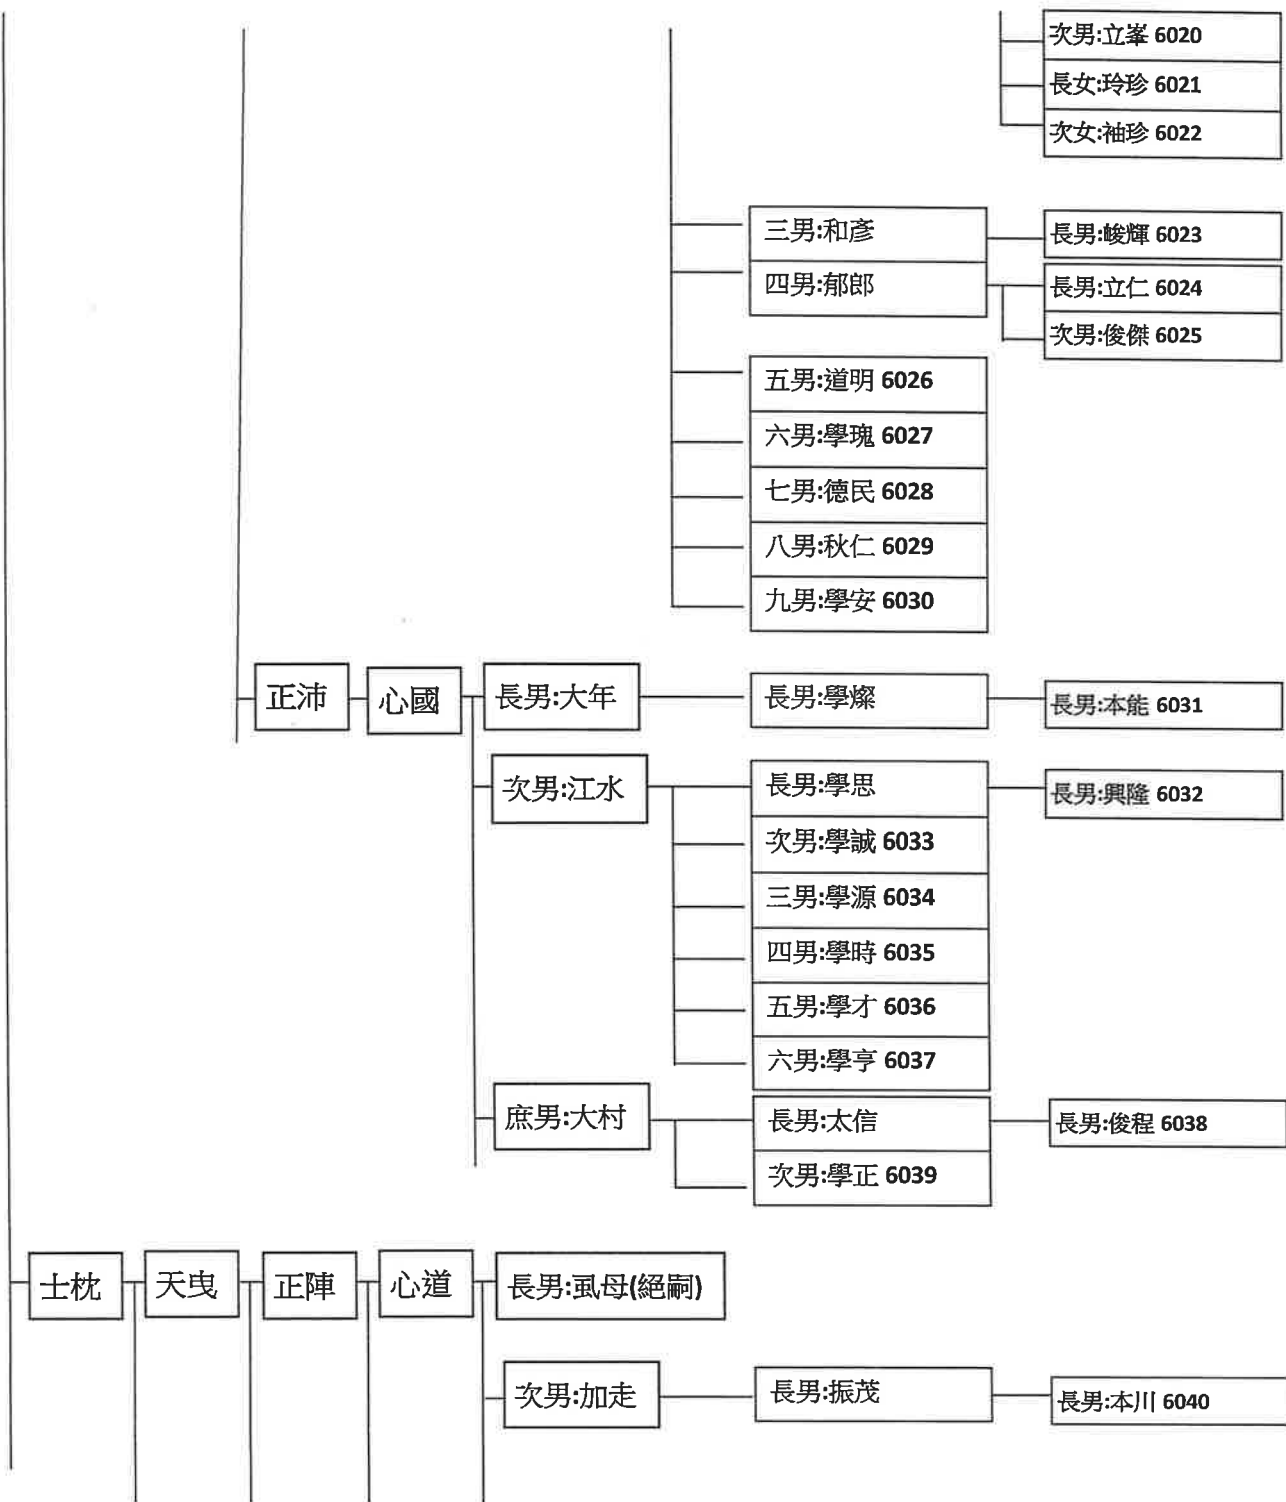 次男:立峯 6020
長女:玲珍 6021
次女:袖珍 6022
三男:和彥
長男:峻輝 6023
四男:郁郎
長男:立仁 6024
次男:俊傑 6025
五男:道明 6026
六男:學瑰 6027
七男:德民 6028
八男:秋仁 6029
九男:學安 6030
正沛
心國
長男:大年
長男:學燦
長男:本能 6031
次男:江水
長男:學思
長男:興隆 6032
次男:學誠 6033
三男:學源 6034
四男:學時 6035
五男:學才 6036
六男:學亨 6037
庶男:大村
長男:太信
長男:俊程 6038
次男:學正 6039
士枕
天曳
正陣
心道
長男:虱母(絕嗣)
次男:加走
長男:振茂
長男:本川 6040